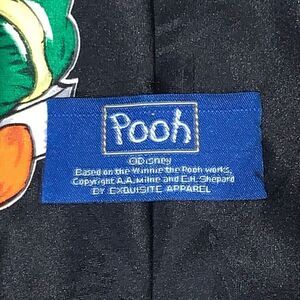 Pooh
©Disney
Based on the Winnie the Pooh works,
Copyright A.A. Milne and E.H. Shepard
BY EXQUISITE APPAREL